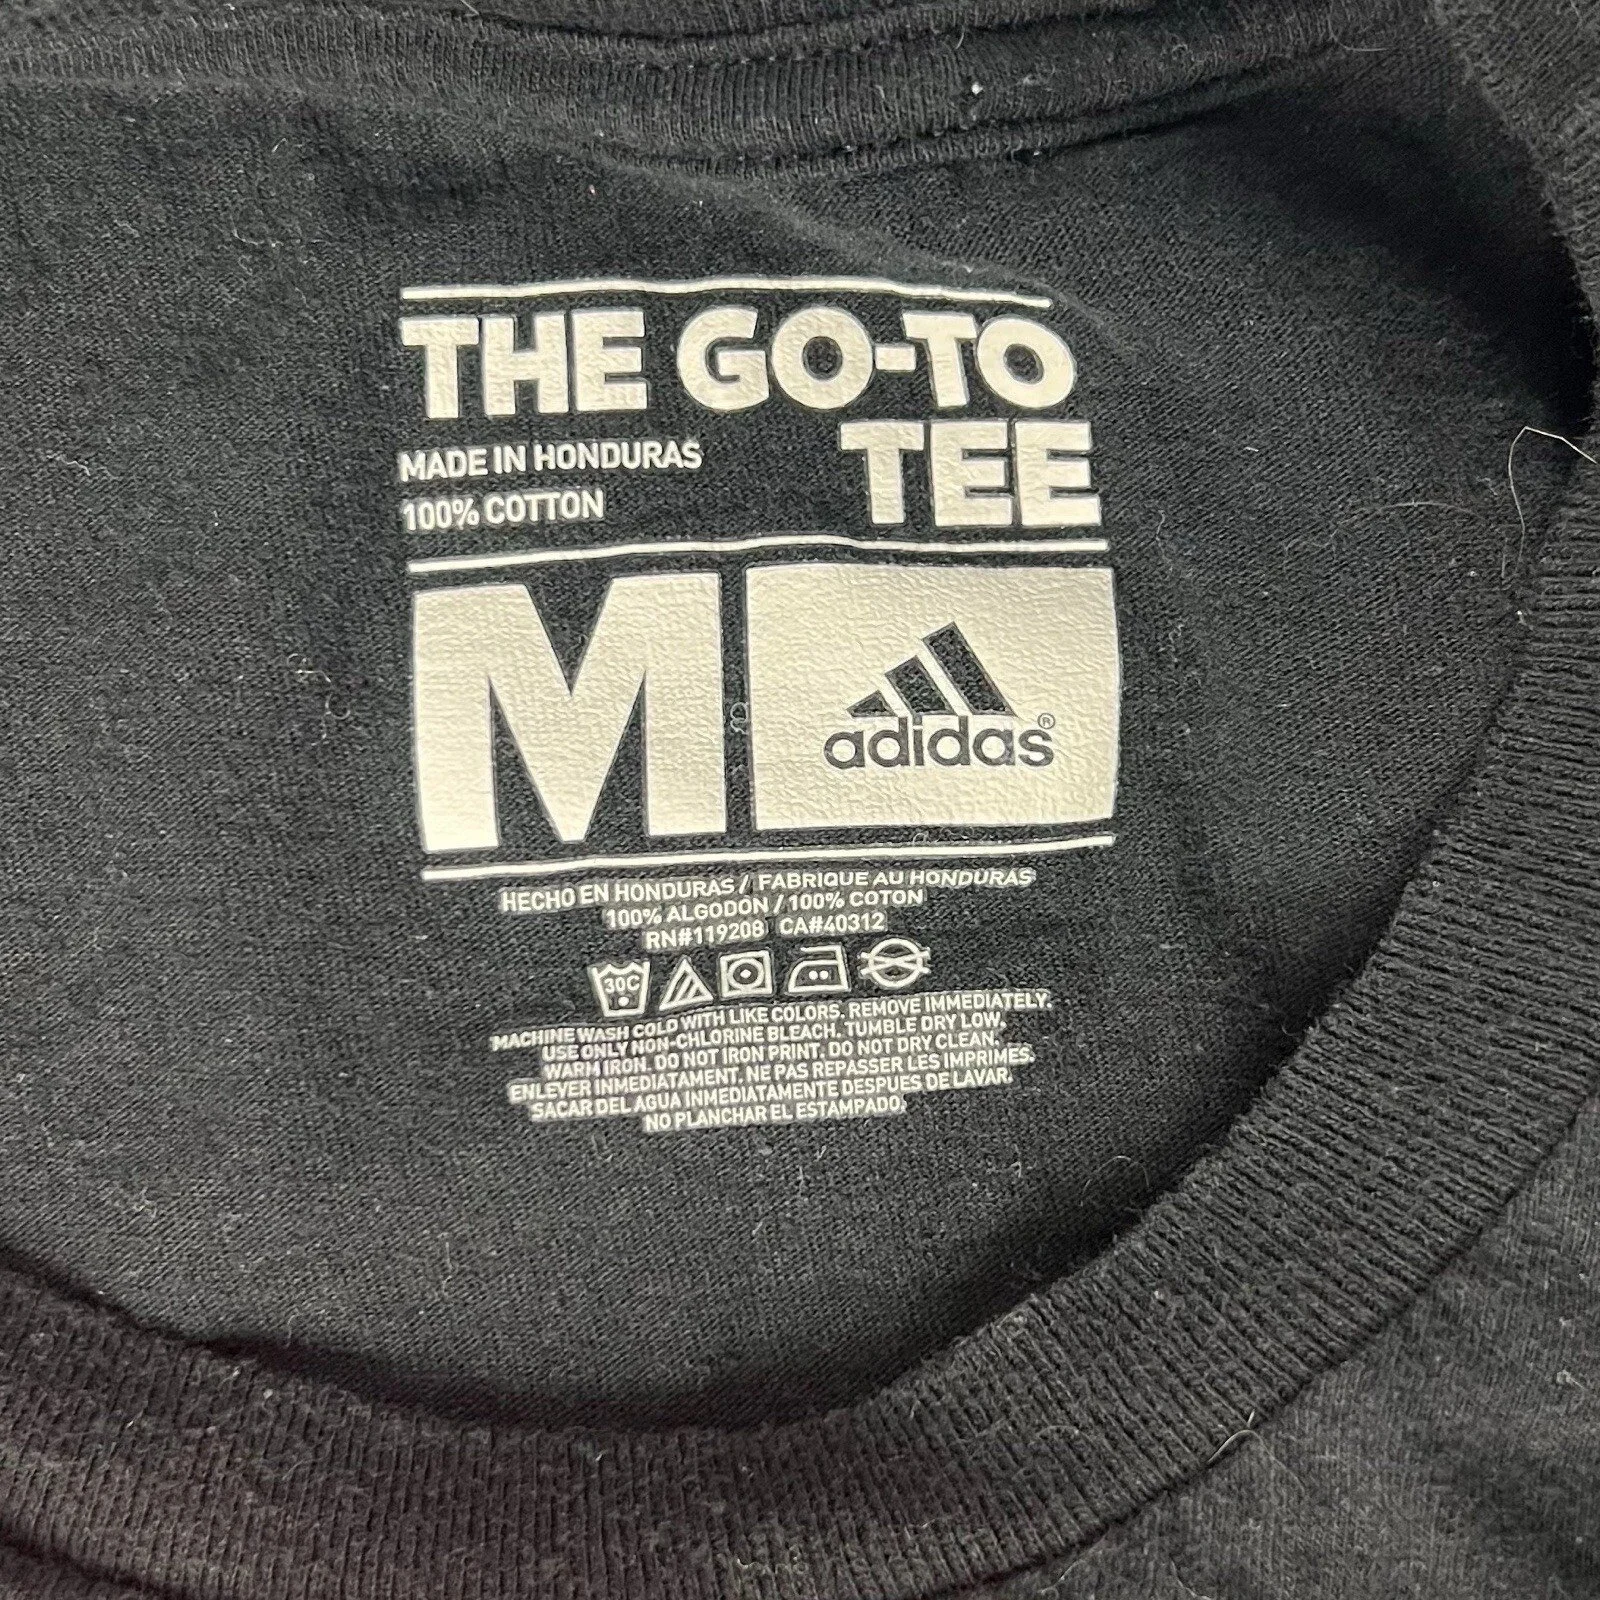 THE GO-TO
TEE
MADE IN HONDURAS
100% COTTON
M
adidas®
HECHO EN HONDURAS / FABRIQUE AU HONDURAS
100% ALGODÓN / 100% COTON
RN#119208 CA#40312
30C
MACHINE WASH COLD WITH LIKE COLORS. REMOVE IMMEDIATELY.
USE ONLY NON-CHLORINE BLEACH. TUMBLE DRY LOW.
WARM IRON. DO NOT IRON PRINT. DO NOT DRY CLEAN.
ENLEVER INMEDIATAMENT. NE PAS REPASSER LES IMPRIMES.
SACAR DEL AGUA INMEDIATAMENTE DESPUES DE LAVAR.
NO PLANCHAR EL ESTAMPADO.